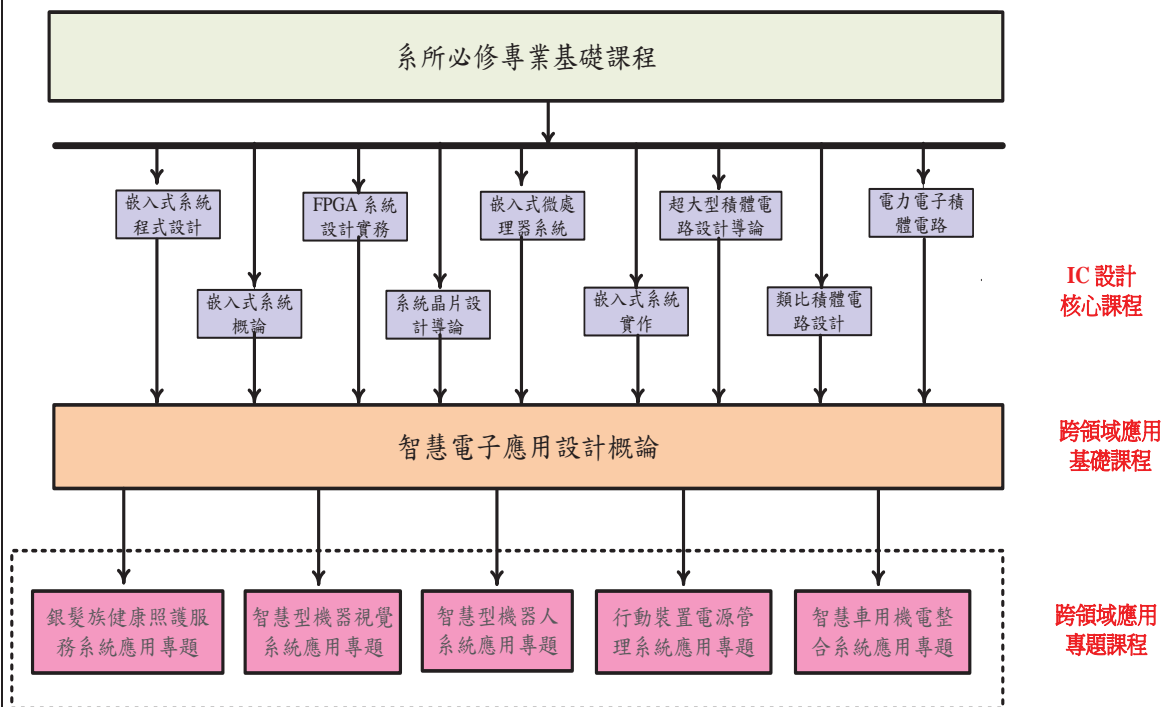 系所必修專業基礎課程
嵌入式系統
程式設計
FPGA 系統
設計實務
嵌入式微處
理器系統
超大型積體電
路設計導論
電力電子積
體電路
嵌入式系統
概論
系統晶片設
計導論
嵌入式系統
實作
類比積體電
路設計
IC 設計
核心課程
智慧電子應用設計概論
跨領域應用
基礎課程
銀髮族健康照護服
務系統應用專題
智慧型機器視覺
系統應用專題
智慧型機器人
系統應用專題
行動裝置電源管
理系統應用專題
智慧車用機電整
合系統應用專題
跨領域應用
專題課程